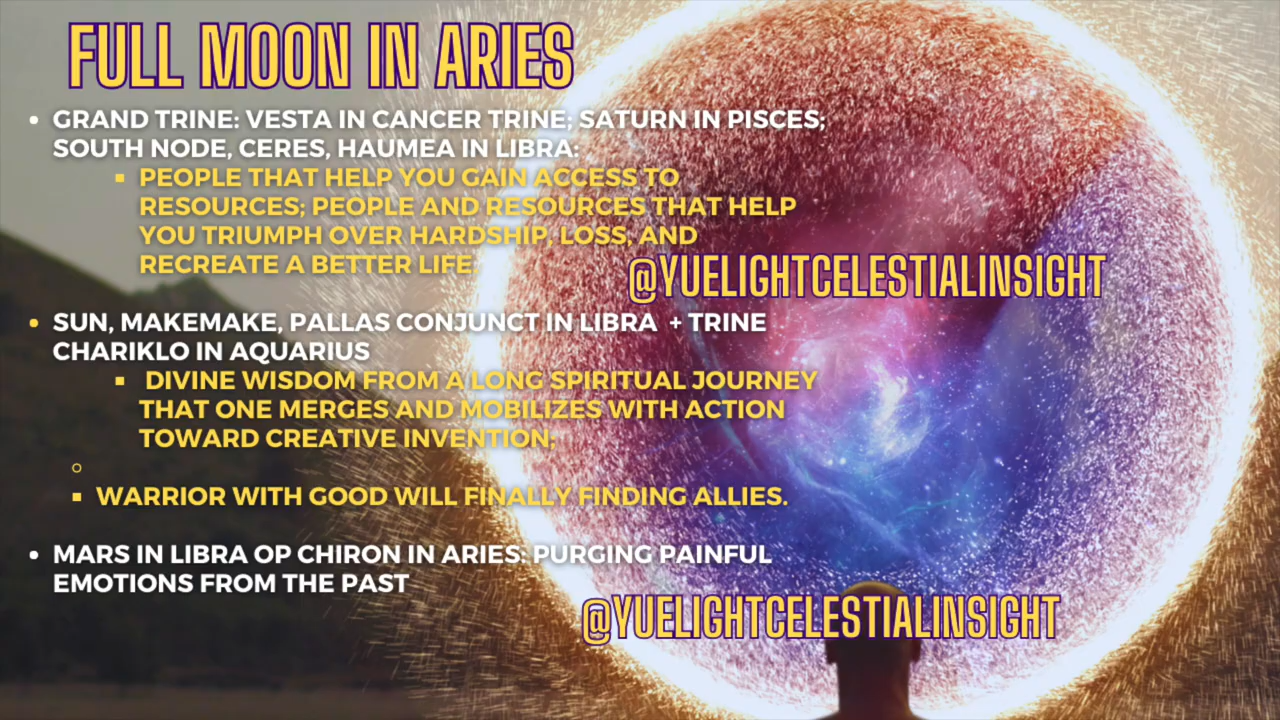 FULL MOON IN ARIES
• GRAND TRINE: VESTA IN CANCER TRINE; SATURN IN PISCES;
SOUTH NODE, CERES, HAUMEA IN LIBRA:
▪ PEOPLE THAT HELP YOU GAIN ACCESS TO
RESOURCES; PEOPLE AND RESOURCES THAT HELP
YOU TRIUMPH OVER HARDSHIP, LOSS, AND
RECREATE A BETTER LIFE;
@YUELIGHTCELESTIALINSIGHT
• SUN, MAKEMAKE, PALLAS CONJUNCT IN LIBRA + TRINE
CHARIKLO IN AQUARIUS
▪ DIVINE WISDOM FROM A LONG SPIRITUAL JOURNEY
THAT ONE MERGES AND MOBILIZES WITH ACTION
TOWARD CREATIVE INVENTION;
▪ WARRIOR WITH GOOD WILL FINALLY FINDING ALLIES.
• MARS IN LIBRA OP CHIRON IN ARIES: PURGING PAINFUL
EMOTIONS FROM THE PAST
@YUELIGHTCELESTIALINSIGHT